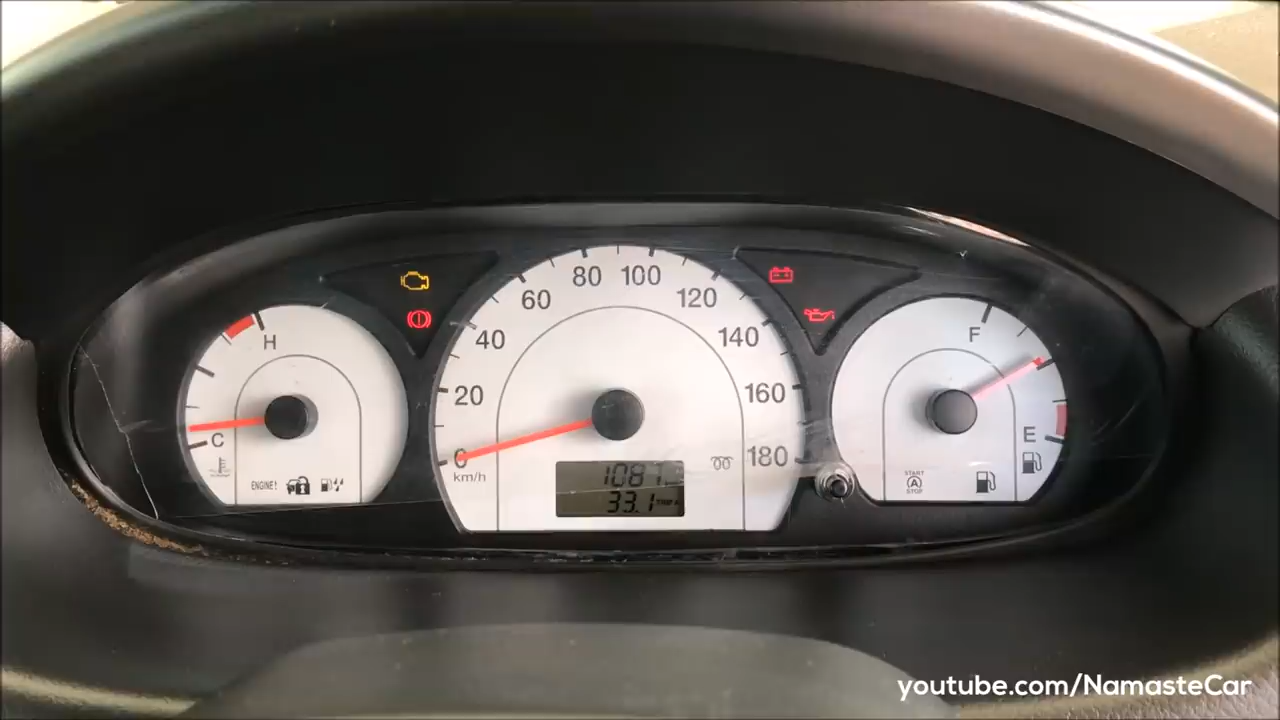 80 100
60 120
40 140
20 160
0 180
km/h
H
C
F
E
ENGINE!
START
A
STOP
33.1 TRIP A
youtube.com/NamasteCar